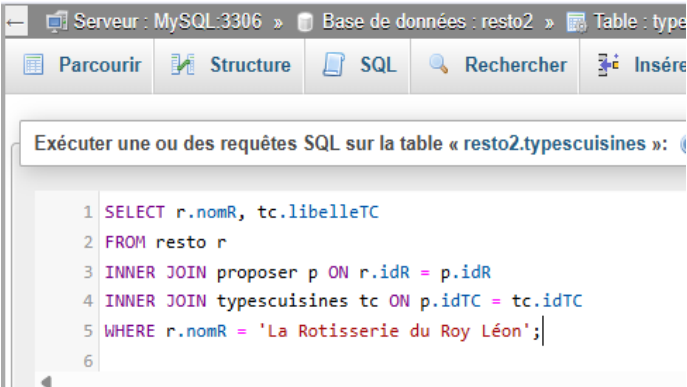 ← Serveur : MySQL:3306 » Base de données : resto2 » Table : type
Parcourir Structure SQL Rechercher Insére
Exécuter une ou des requêtes SQL sur la table « resto2.typescuisines »:
1 SELECT r.nomR, tc.libelleTC
2 FROM resto r
3 INNER JOIN proposer p ON r.idR = p.idR
4 INNER JOIN typescuisines tc ON p.idTC = tc.idTC
5 WHERE r.nomR = 'La Rotisserie du Roy Léon';
6